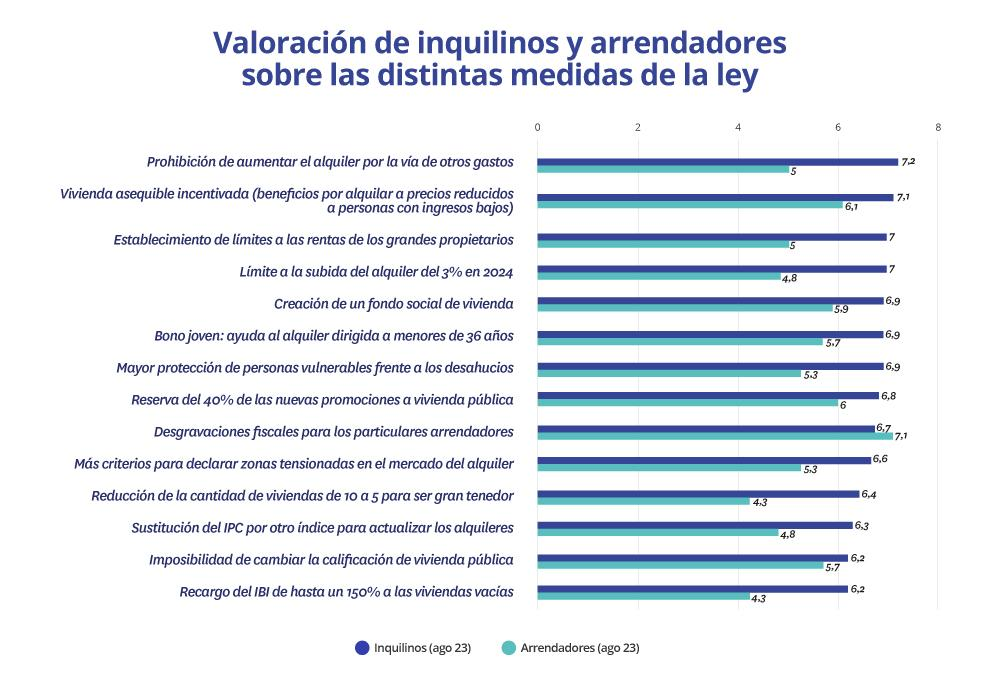 Valoración de inquilinos y arrendadores
sobre las distintas medidas de la ley
0 2 4 6 8
Prohibición de aumentar el alquiler por la vía de otros gastos 7,2
5
Vivienda asequible incentivada (beneficios por alquilar a precios reducidos 7,1
a personas con ingresos bajos) 6,1
Establecimiento de límites a las rentas de los grandes propietarios 7
5
Límite a la subida del alquiler del 3% en 2024 7
4,8
Creación de un fondo social de vivienda 6,9
5,9
Bono joven: ayuda al alquiler dirigida a menores de 36 años 6,9
5,7
Mayor protección de personas vulnerables frente a los desahucios 6,9
5,3
Reserva del 40% de las nuevas promociones a vivienda pública 6,8
6
Desgravaciones fiscales para los particulares arrendadores 6,7
7,1
Más criterios para declarar zonas tensionadas en el mercado del alquiler 6,6
5,3
Reducción de la cantidad de viviendas de 10 a 5 para ser gran tenedor 6,4
4,3
Sustitución del IPC por otro índice para actualizar los alquileres 6,3
4,8
Imposibilidad de cambiar la calificación de vivienda pública 6,2
5,7
Recargo del IBI de hasta un 150% a las viviendas vacías 6,2
4,3
Inquilinos (ago 23) Arrendadores (ago 23)